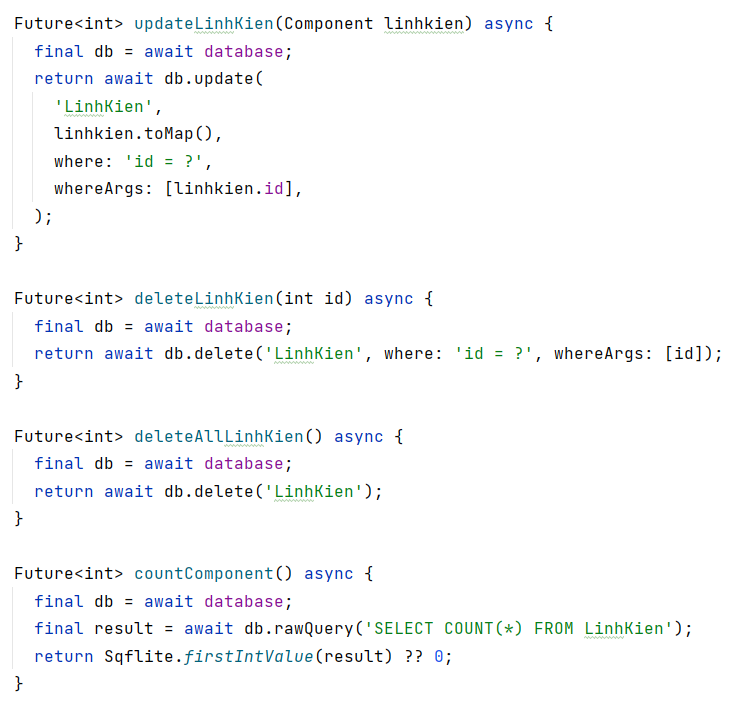 Future<int> updateLinhKien(Component linhkien) async {
  final db = await database;
  return await db.update(
    'LinhKien',
    linhkien.toMap(),
    where: 'id = ?',
    whereArgs: [linhkien.id],
  );
}

Future<int> deleteLinhKien(int id) async {
  final db = await database;
  return await db.delete('LinhKien', where: 'id = ?', whereArgs: [id]);
}

Future<int> deleteAllLinhKien() async {
  final db = await database;
  return await db.delete('LinhKien');
}

Future<int> countComponent() async {
  final db = await database;
  final result = await db.rawQuery('SELECT COUNT(*) FROM LinhKien');
  return Sqflite.firstIntValue(result) ?? 0;
}